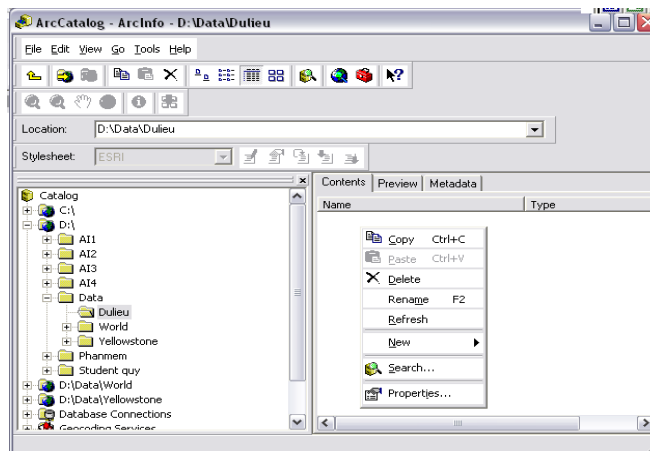 ArcCatalog - ArcInfo - D:\Data\Dulieu
File Edit View Go Tools Help
Location: D:\Data\Dulieu
Stylesheet: ESRI
Contents Preview Metadata
Name Type
Catalog
C:\
D:\
AI1
AI2
AI3
AI4
Data
Dulieu
World
Yellowstone
Phanmem
Student quy
D:\Data\World
D:\Data\Yellowstone
Database Connections
Geocoding Services
Copy Ctrl+C
Paste Ctrl+V
Delete
Rename F2
Refresh
New
Search...
Properties...